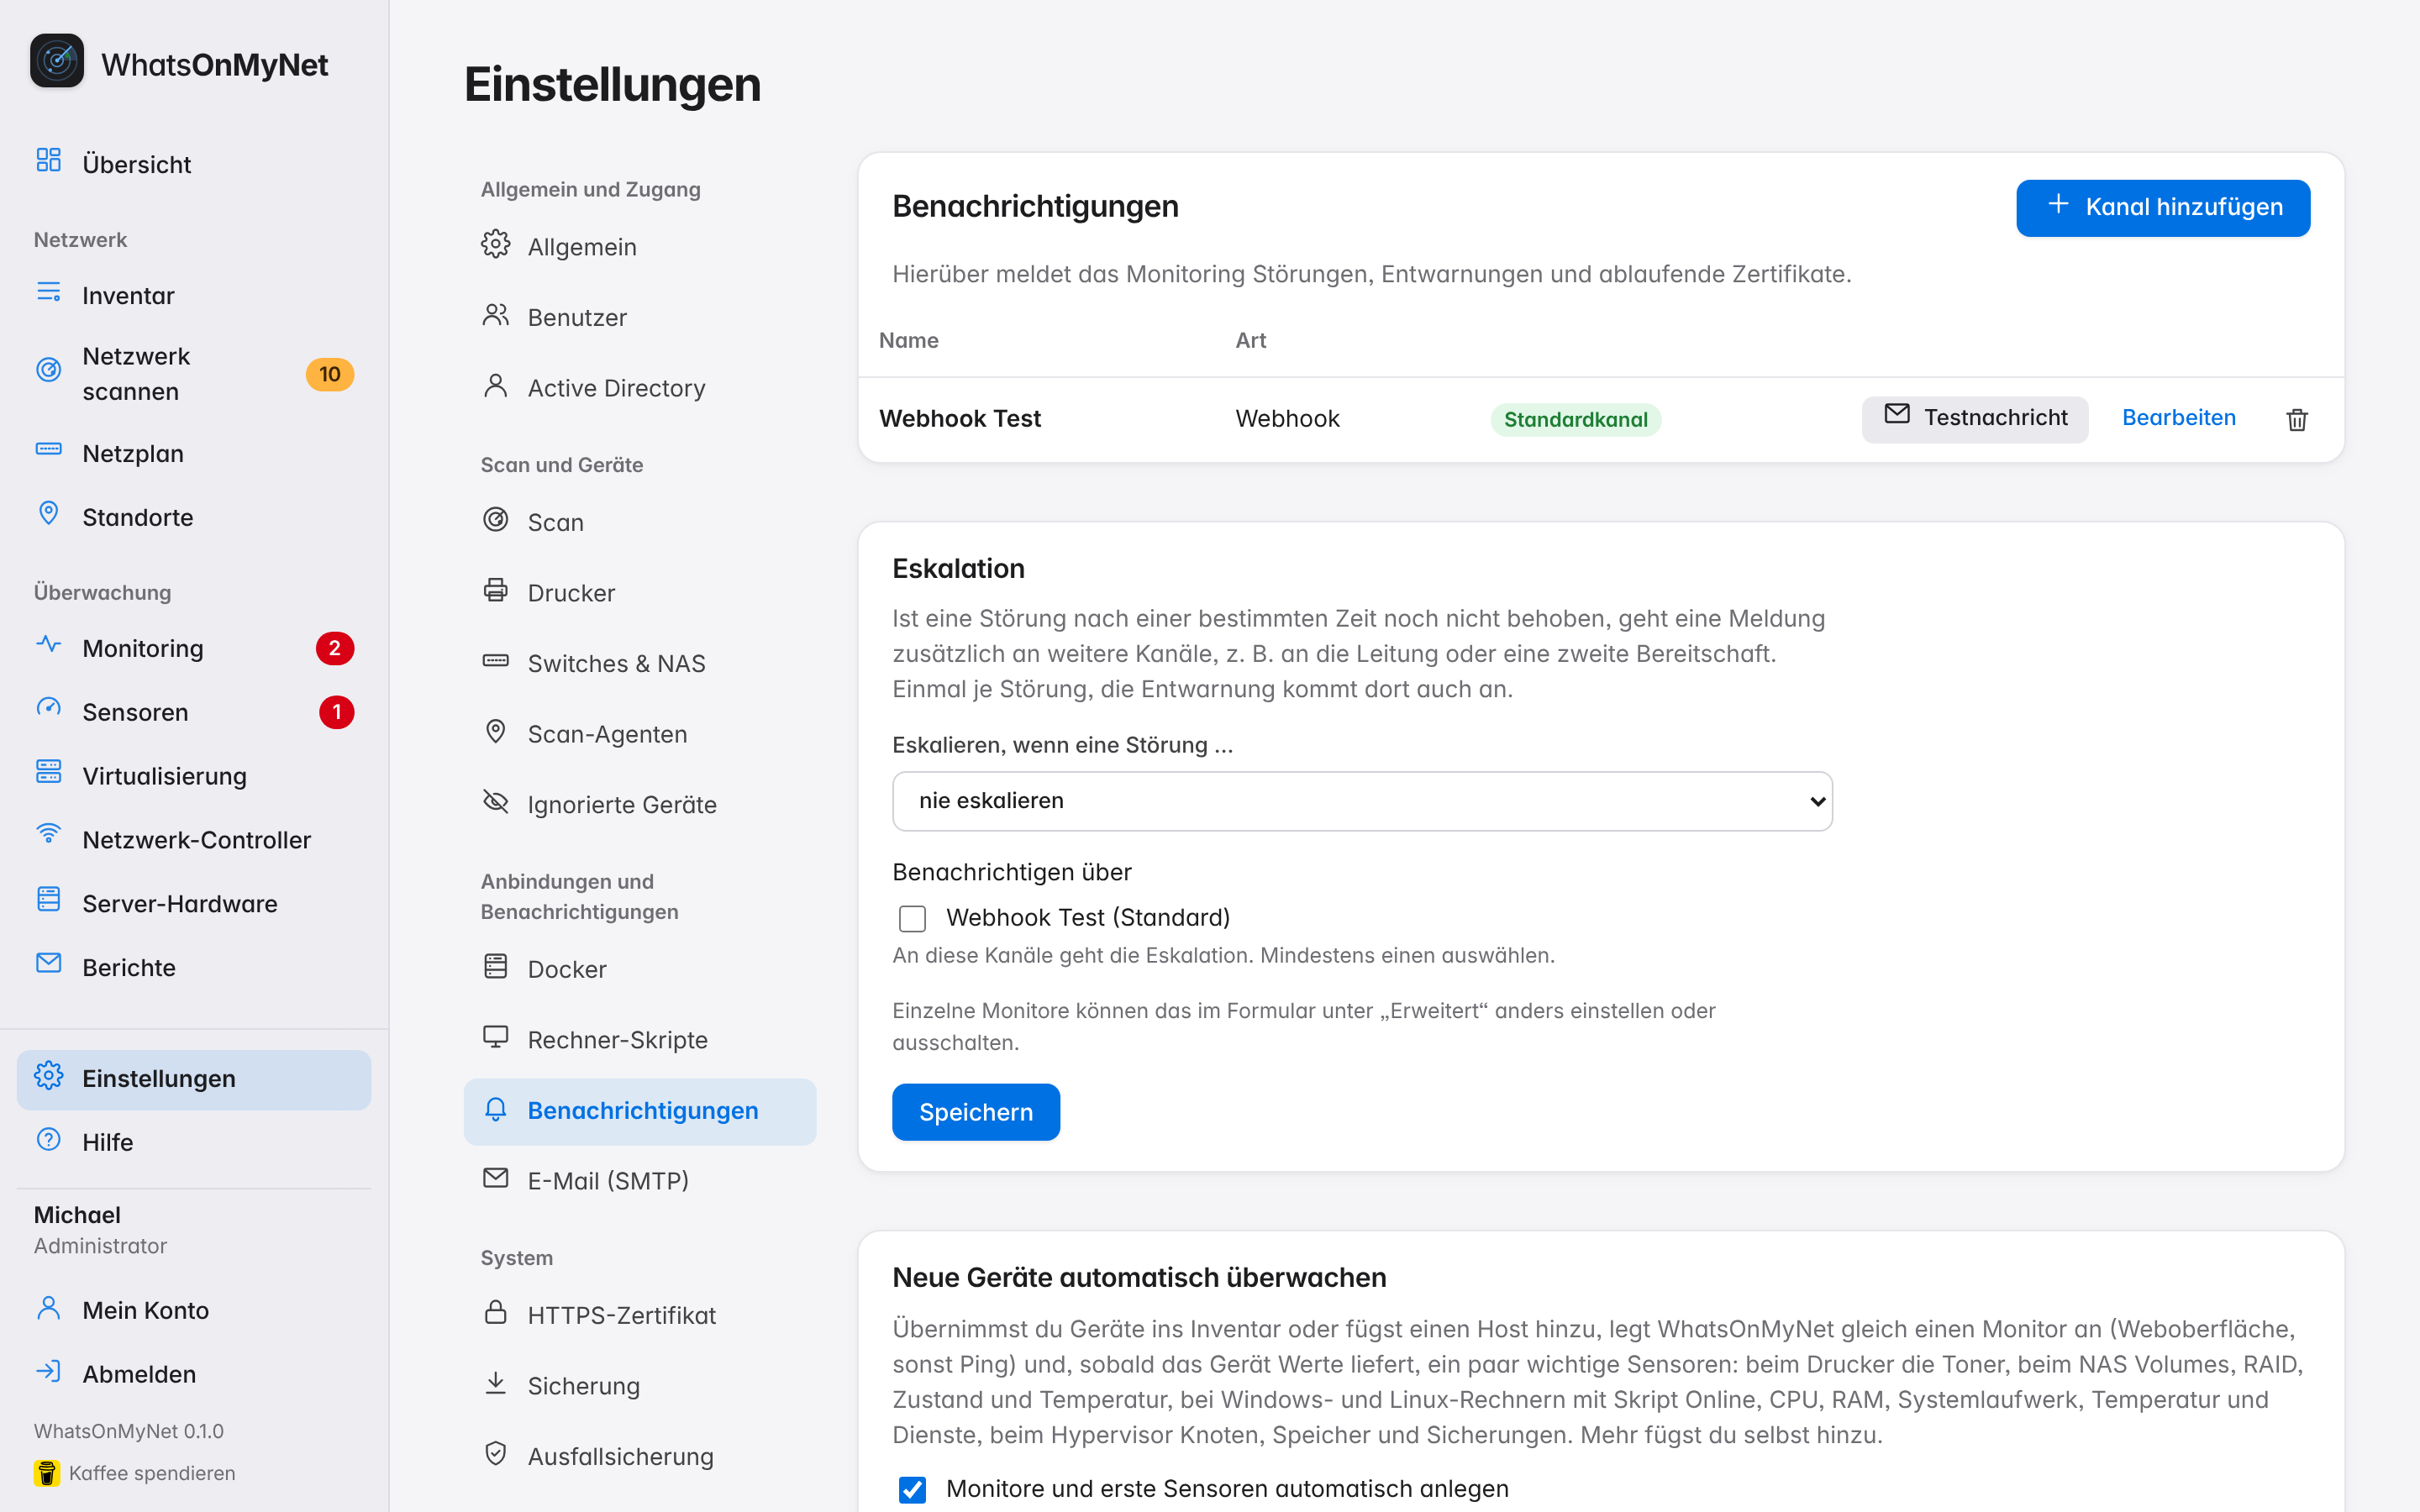 WhatsOnMyNet
Übersicht
Netzwerk
Inventar
Netzwerk
scannen
10
Netzplan
Standorte
Überwachung
Monitoring
2
Sensoren
1
Virtualisierung
Netzwerk-Controller
Server-Hardware
Berichte
Einstellungen
Hilfe
Michael
Administrator
Mein Konto
Abmelden
WhatsOnMyNet 0.1.0
Kaffee spendieren
Einstellungen
Allgemein und Zugang
Allgemein
Benutzer
Active Directory
Scan und Geräte
Scan
Drucker
Switches & NAS
Scan-Agenten
Ignorierte Geräte
Anbindungen und
Benachrichtigungen
Docker
Rechner-Skripte
Benachrichtigungen
E-Mail (SMTP)
System
HTTPS-Zertifikat
Sicherung
Ausfallsicherung
Benachrichtigungen
Kanal hinzufügen
Hierüber meldet das Monitoring Störungen, Entwarnungen und ablaufende Zertifikate.
Name Art
Webhook Test Webhook Standardkanal Testnachricht Bearbeiten
Eskalation
Ist eine Störung nach einer bestimmten Zeit noch nicht behoben, geht eine Meldung
zusätzlich an weitere Kanäle, z. B. an die Leitung oder eine zweite Bereitschaft.
Einmal je Störung, die Entwarnung kommt dort auch an.
Eskalieren, wenn eine Störung ...
nie eskalieren
Benachrichtigen über
Webhook Test (Standard)
An diese Kanäle geht die Eskalation. Mindestens einen auswählen.
Einzelne Monitore können das im Formular unter „Erweitert“ anders einstellen oder
ausschalten.
Speichern
Neue Geräte automatisch überwachen
Übernimmst du Geräte ins Inventar oder fügst einen Host hinzu, legt WhatsOnMyNet gleich einen Monitor an (Weboberfläche,
sonst Ping) und, sobald das Gerät Werte liefert, ein paar wichtige Sensoren: beim Drucker die Toner, beim NAS Volumes, RAID,
Zustand und Temperatur, bei Windows- und Linux-Rechnern mit Skript Online, CPU, RAM, Systemlaufwerk, Temperatur und
Dienste, beim Hypervisor Knoten, Speicher und Sicherungen. Mehr fügst du selbst hinzu.
Monitore und erste Sensoren automatisch anlegen